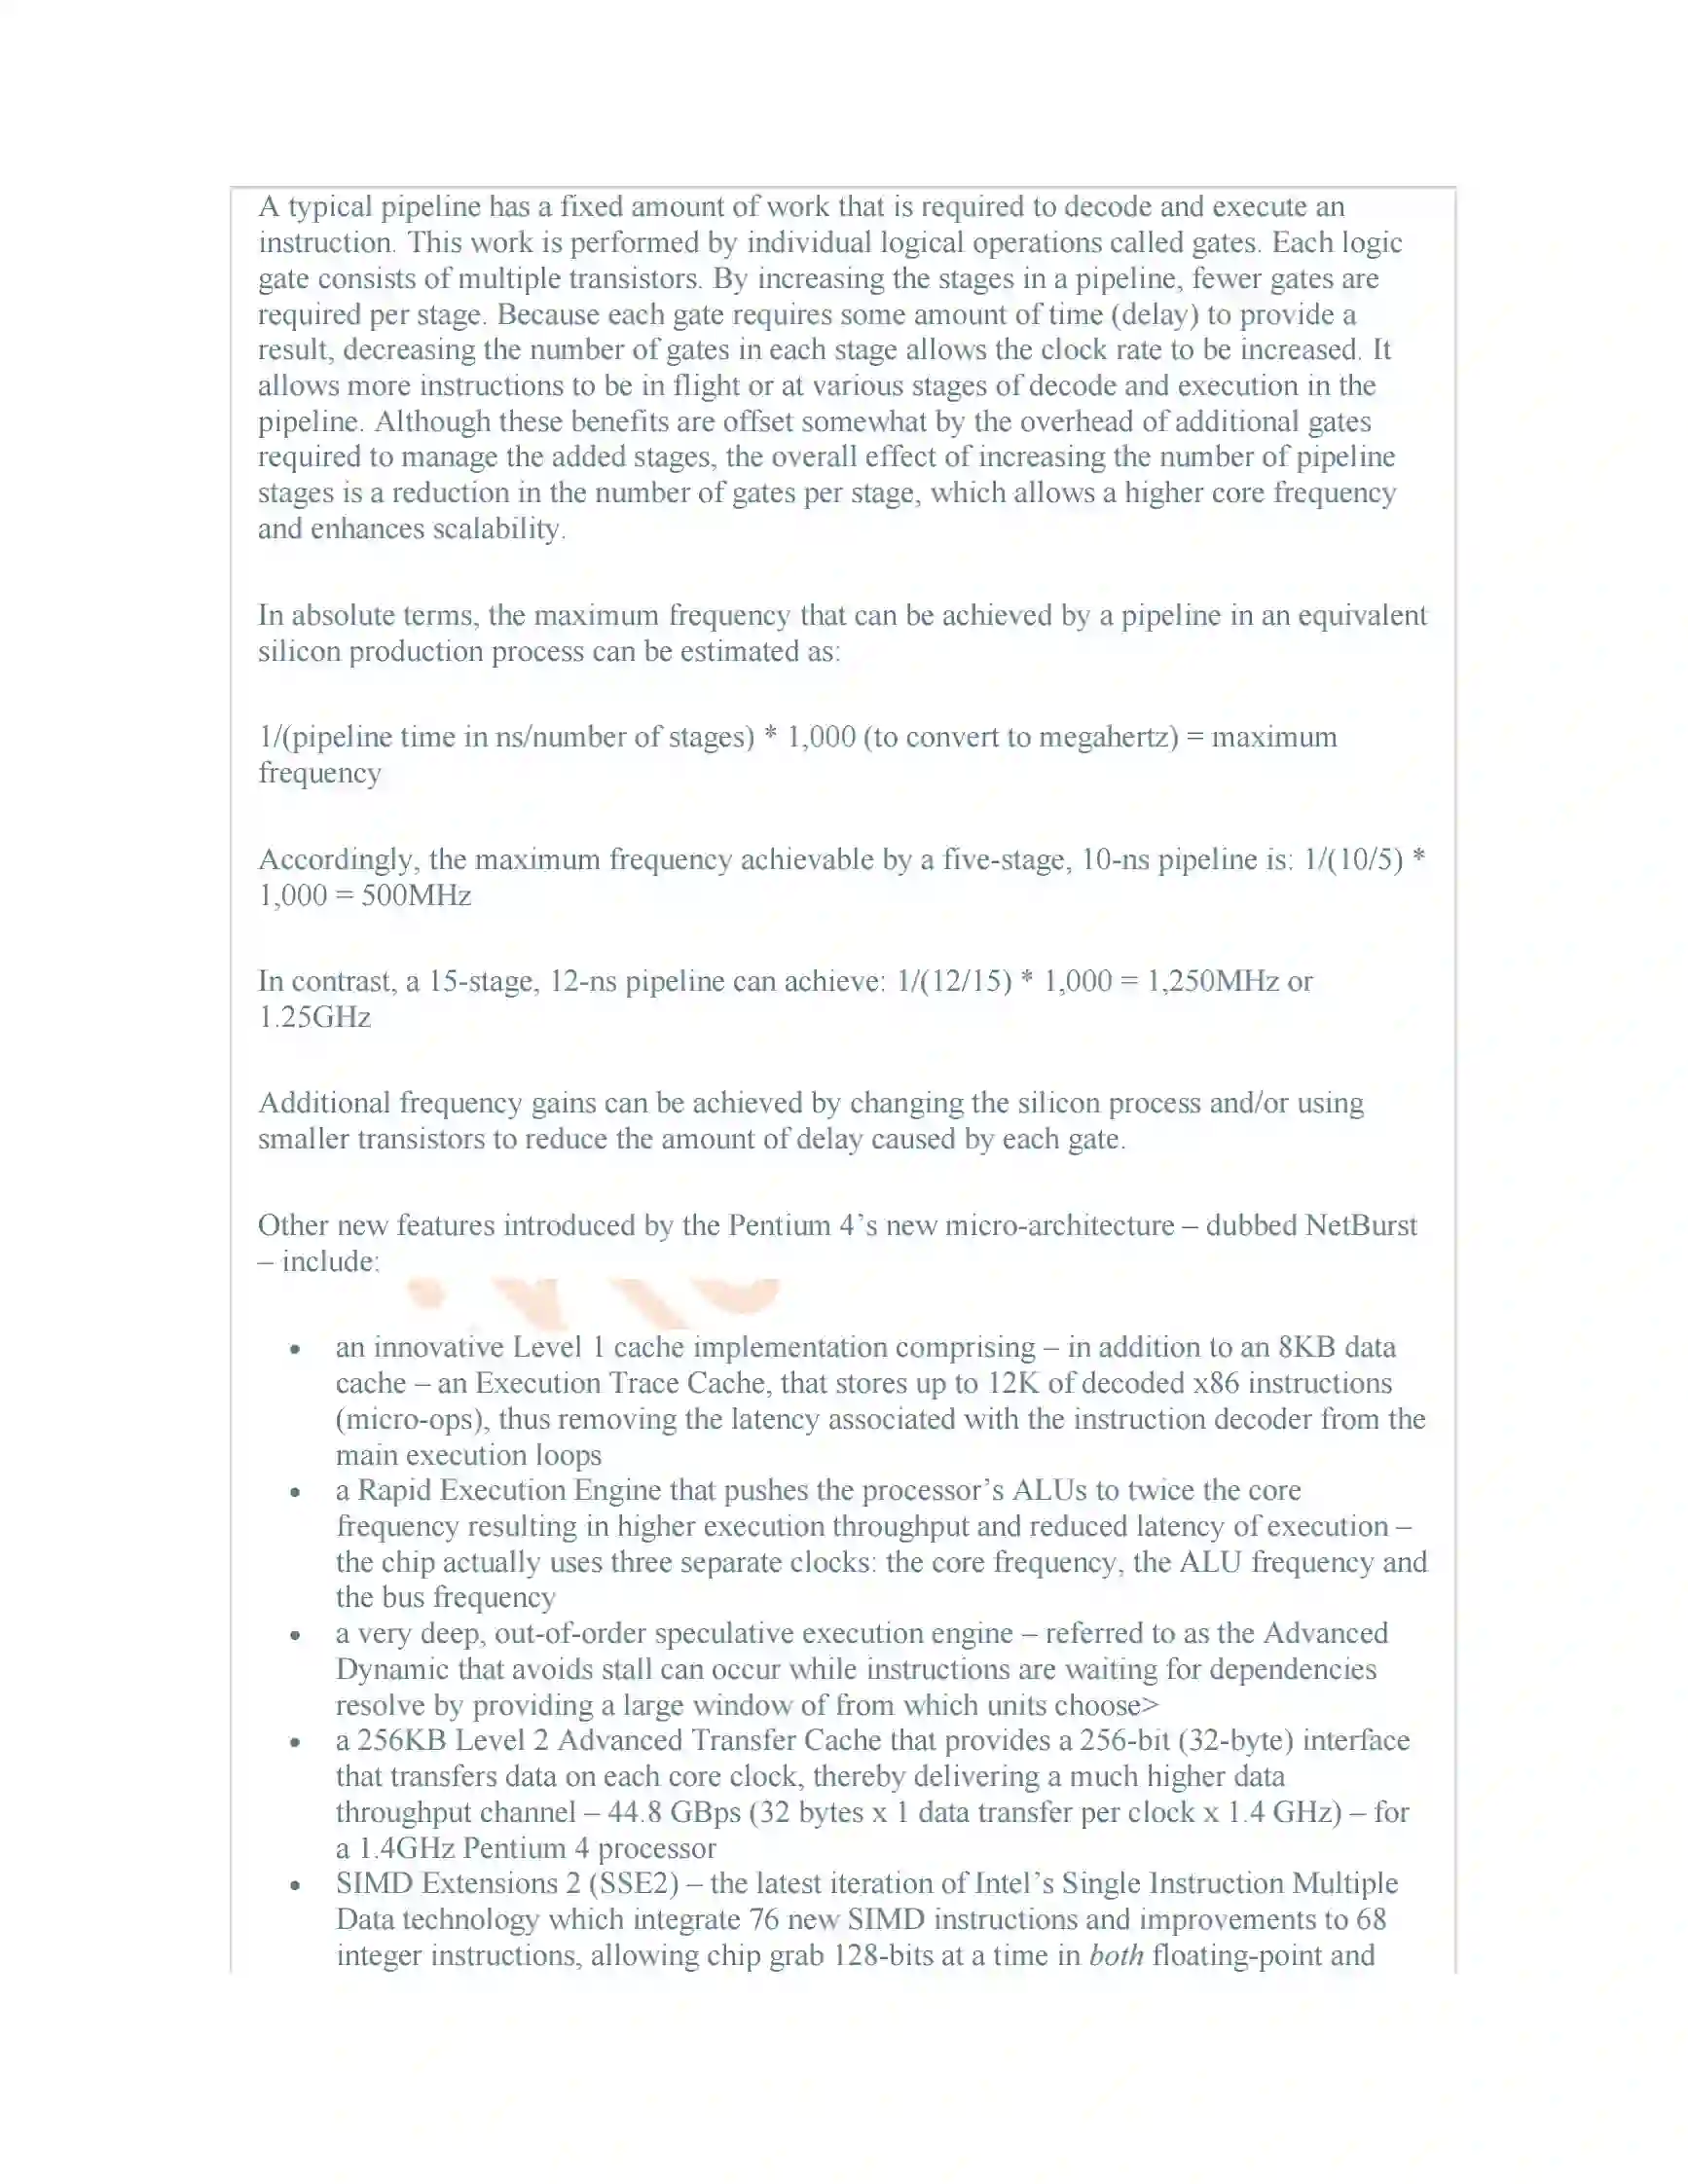 A typical pipeline has a fixed amount of work that is required to decode and execute an
instruction. This work is performed by individual logical operations called gates. Each logic
gate consists of multiple transistors. By increasing the stages in a pipeline, fewer gates are
required per stage. Because each gate requires some amount of time (delay) to provide a
result, decreasing the number of gates in each stage allows the clock rate to be increased. It
allows more instructions to be in flight or at various stages of decode and execution in the
pipeline. Although these benefits are offset somewhat by the overhead of additional gates
required to manage the added stages, the overall effect of increasing the number of pipeline
stages is a reduction in the number of gates per stage, which allows a higher core frequency
and enhances scalability.
In absolute terms, the maximum frequency that can be achieved by a pipeline in an equivalent
silicon production process can be estimated as:
1/(pipeline time in ns/number of stages) * 1,000 (to convert to megahertz) = maximum
frequency
Accordingly, the maximum frequency achievable by a five-stage, 10-ns pipeline is: 1/(10/5) *
1,000 = 500MHz
In contrast, a 15-stage, 12-ns pipeline can achieve: 1/(12/15) * 1,000 = 1,250MHz or
1.25GHz
Additional frequency gains can be achieved by changing the silicon process and/or using
smaller transistors to reduce the amount of delay caused by each gate.
Other new features introduced by the Pentium 4’s new micro-architecture – dubbed NetBurst
– include:
• an innovative Level 1 cache implementation comprising – in addition to an 8KB data
cache – an Execution Trace Cache, that stores up to 12K of decoded x86 instructions
(micro-ops), thus removing the latency associated with the instruction decoder from the
main execution loops
• a Rapid Execution Engine that pushes the processor’s ALUs to twice the core
frequency resulting in higher execution throughput and reduced latency of execution –
the chip actually uses three separate clocks: the core frequency, the ALU frequency and
the bus frequency
• a very deep, out-of-order speculative execution engine – referred to as the Advanced
Dynamic that avoids stall can occur while instructions are waiting for dependencies
resolve by providing a large window of from which units choose>
• a 256KB Level 2 Advanced Transfer Cache that provides a 256-bit (32-byte) interface
that transfers data on each core clock, thereby delivering a much higher data
throughput channel – 44.8 GBps (32 bytes x 1 data transfer per clock x 1.4 GHz) – for
a 1.4GHz Pentium 4 processor
• SIMD Extensions 2 (SSE2) – the latest iteration of Intel’s Single Instruction Multiple
Data technology which integrate 76 new SIMD instructions and improvements to 68
integer instructions, allowing chip grab 128-bits at a time in both floating-point and